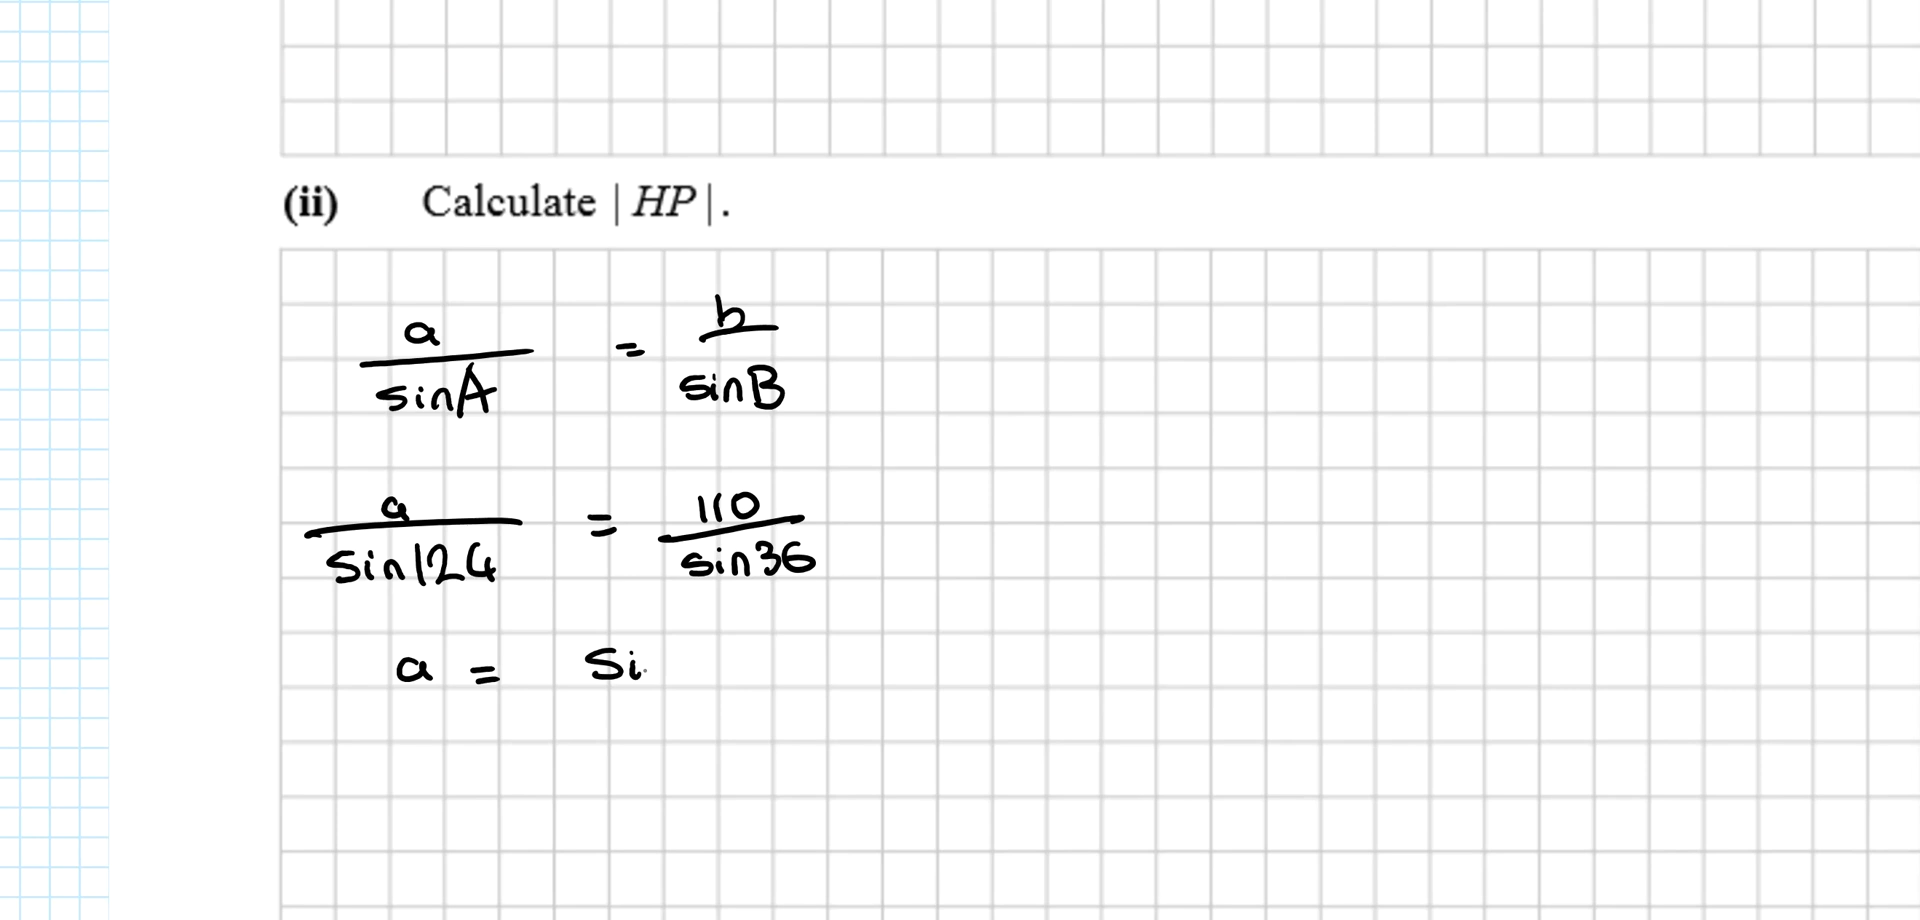 (ii) Calculate | HP |.
a/sinA = b/sinB
a/sin124 = 110/sin36
a = Si